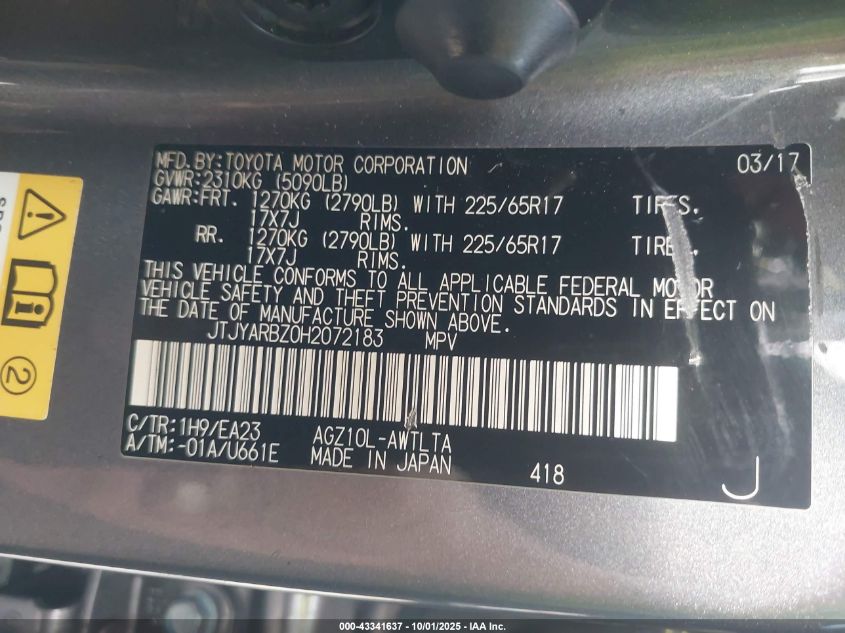 MFD.BY:TOYOTA MOTOR CORPORATION 03/17
GVWR:2310KG (5090LB)
GAWR:FRT. 1270KG (2790LB) WITH 225/65R17 TIRES.
17X7J RIMS.
RR. 1270KG (2790LB) WITH 225/65R17 TIRE.
17X7J RIMS.
THIS VEHICLE CONFORMS TO ALL APPLICABLE FEDERAL MOTOR
VEHICLE SAFETY AND THEFT PREVENTION STANDARDS IN EFFECT ON
THE DATE OF MANUFACTURE SHOWN ABOVE.
JTJYARBZ0H2072183 MPV
C/TR:1H9/EA23 AGZ10L-AWTLTA
A/TM:-01A/U661E MADE IN JAPAN 418 J
2
000-43341637 - 10/01/2025 - IAA Inc.